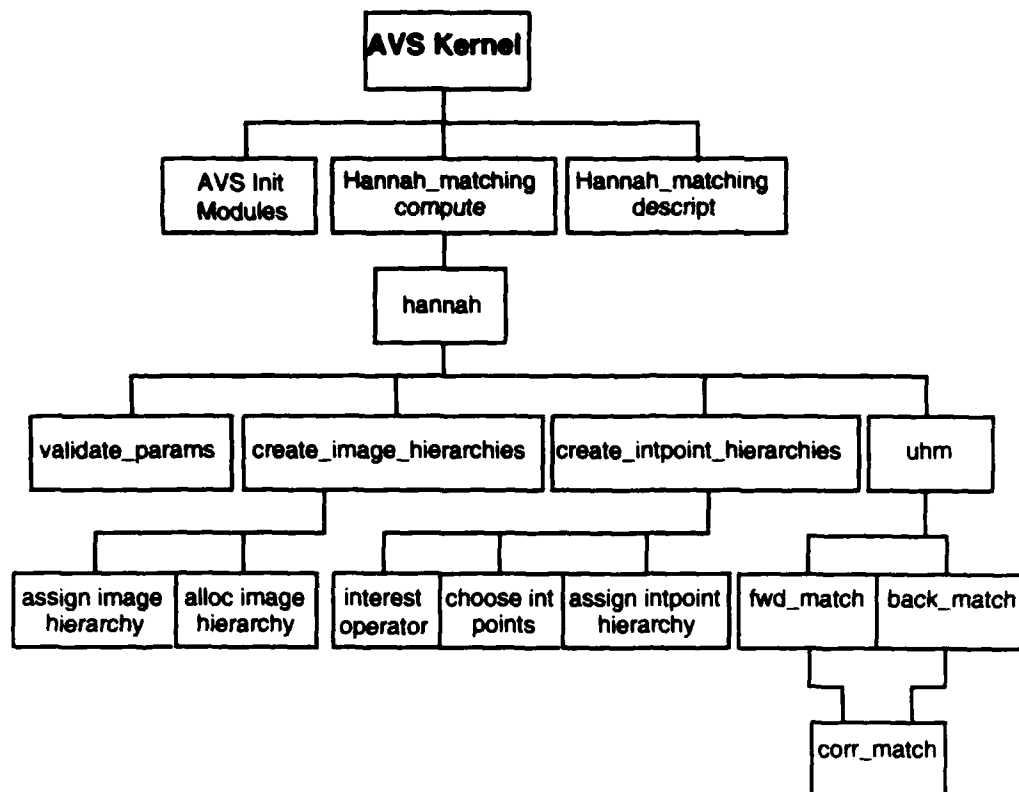 AVS Kernel
AVS Init
Modules
Hannah_matching
compute
Hannah_matching
descript
hannah
validate_params
create_image_hierarchies
create_intpoint_hierarchies
uhm
assign image
hierarchy
alloc image
hierarchy
interest
operator
choose int
points
assign intpoint
hierarchy
fwd_match
back_match
corr_match